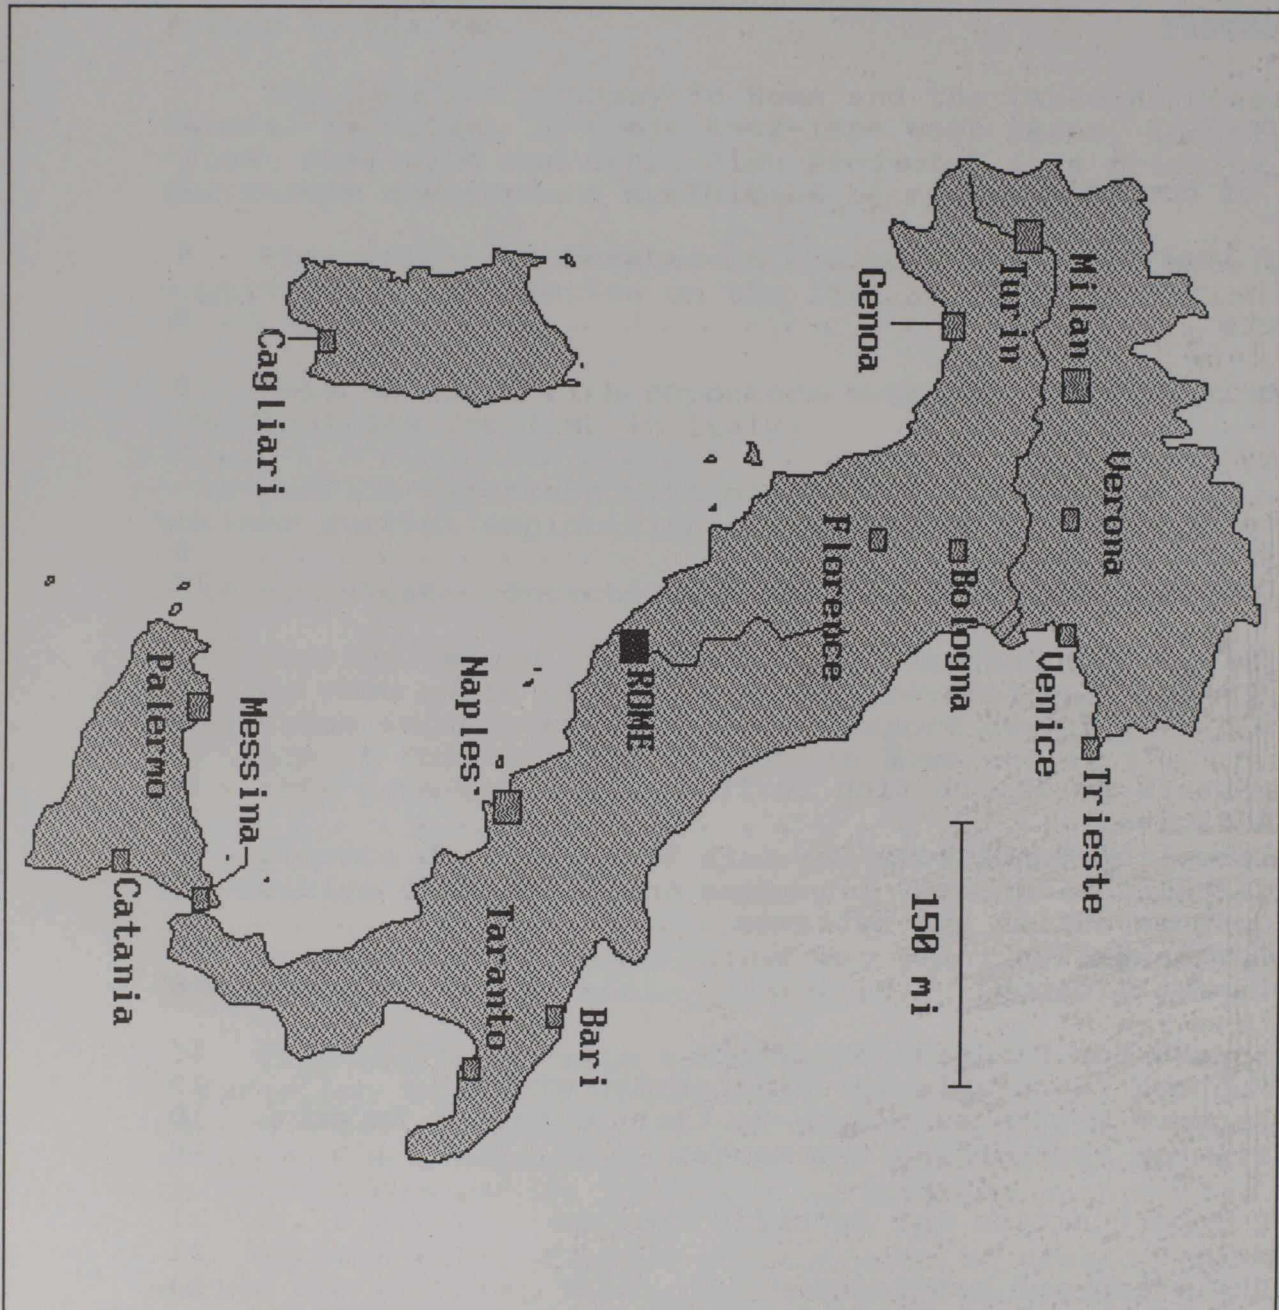 Milan
Verona
Trieste
Turin
Venice
Genoa
Bologna
150 mi
Florence
ROME
Bari
Naples
Taranto
Cagliari
Messina
Palermo
Catania